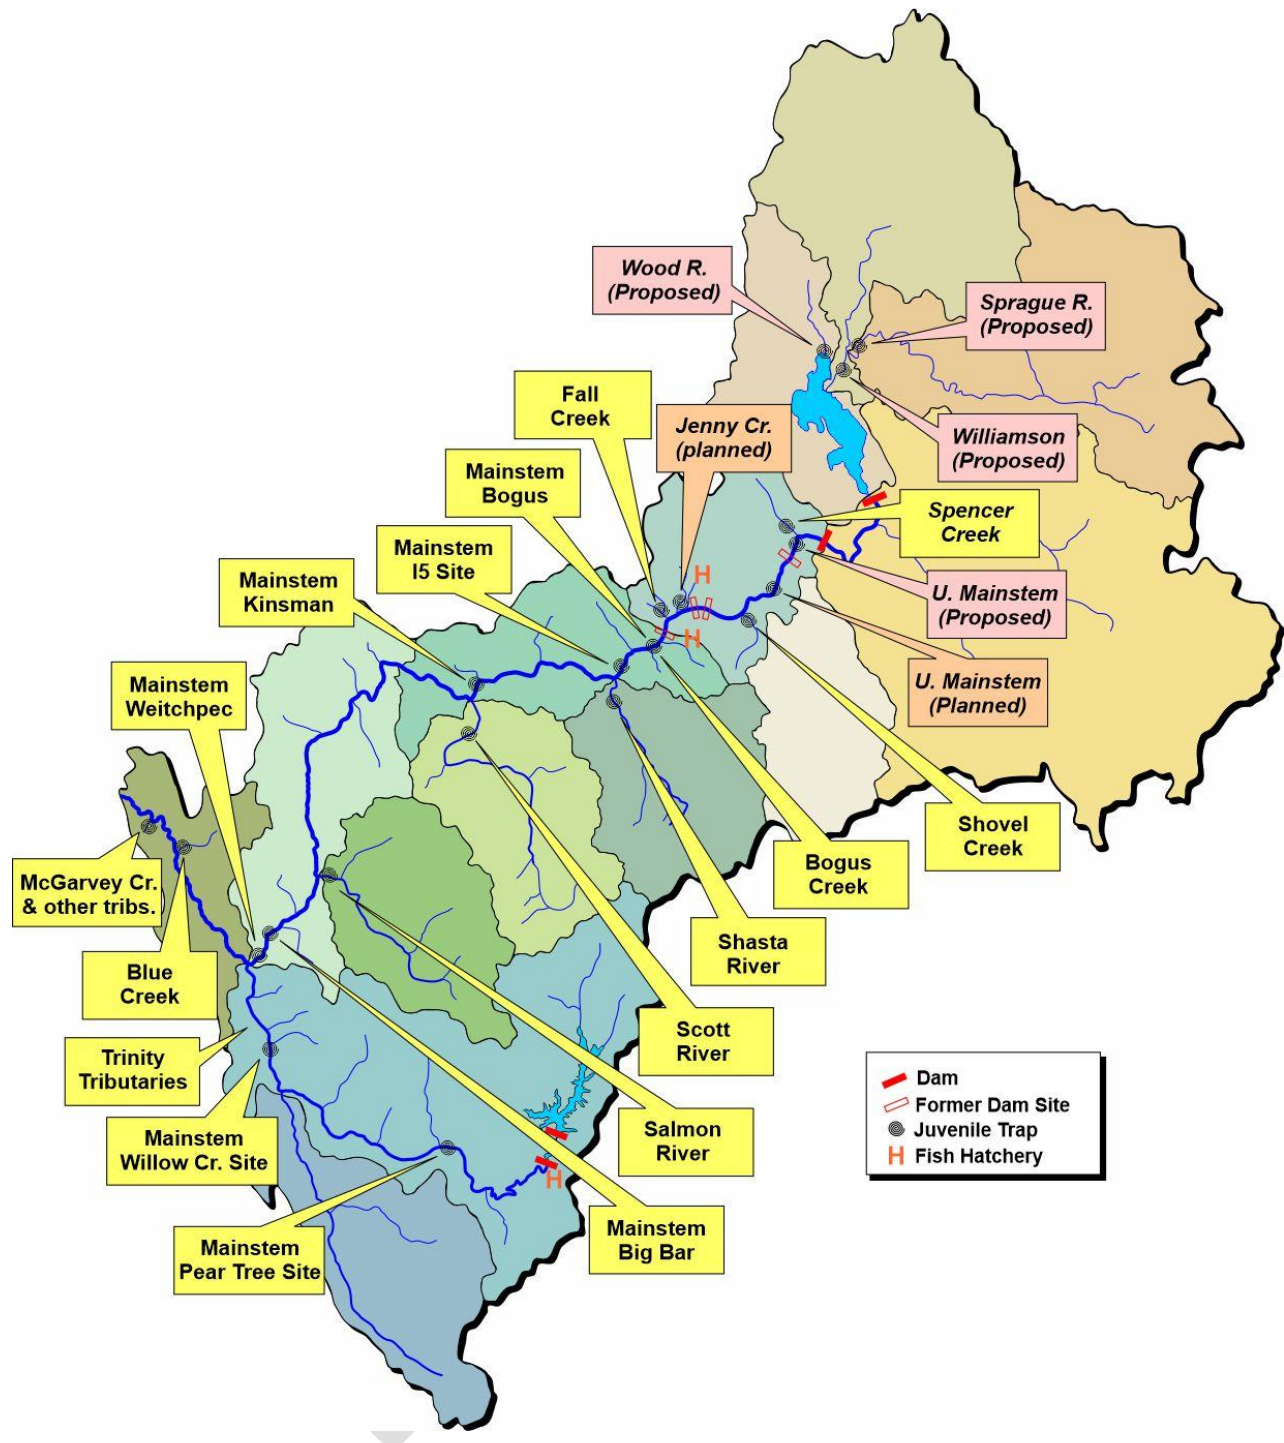 Wood R.
(Proposed)
Sprague R.
(Proposed)
Fall
Creek
Jenny Cr.
(planned)
Williamson
(Proposed)
Mainstem
Bogus
Spencer
Creek
Mainstem
I5 Site
Mainstem
Kinsman
U. Mainstem
(Proposed)
H
H
Mainstem
Weitchpec
U. Mainstem
(Planned)
Shovel
Creek
Bogus
Creek
McGarvey Cr.
& other tribs.
Shasta
River
Blue
Creek
Scott
River
Trinity
Tributaries
Salmon
River
Mainstem
Willow Cr. Site
H
Mainstem
Big Bar
Mainstem
Pear Tree Site
Dam
Former Dam Site
Juvenile Trap
H Fish Hatchery